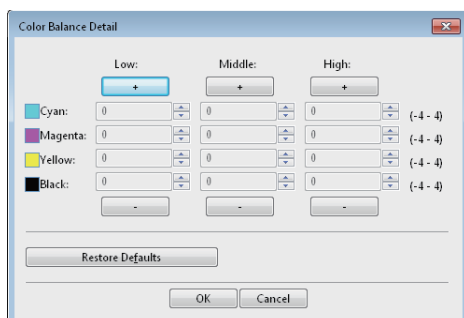 Color Balance Detail
Low: Middle: High:
+ + +
Cyan: 0 0 0 (-4 - 4)
Magenta: 0 0 0 (-4 - 4)
Yellow: 0 0 0 (-4 - 4)
Black: 0 0 0 (-4 - 4)
- - -
Restore Defaults
OK Cancel